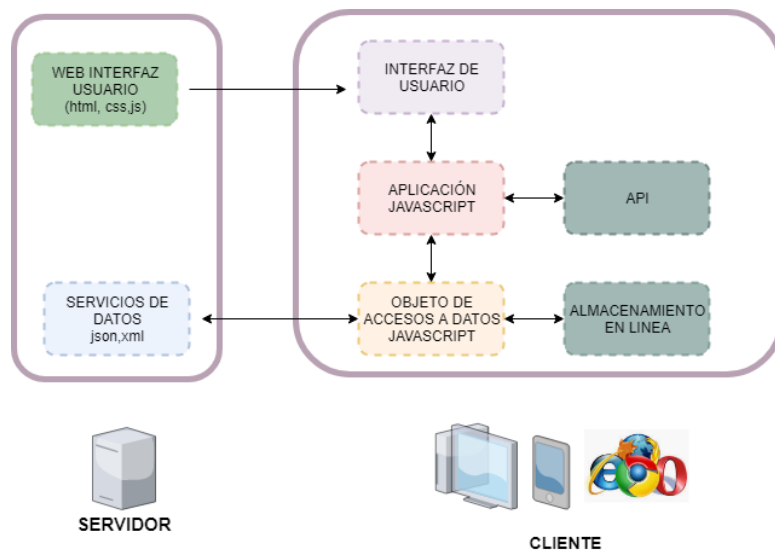 WEB INTERFAZ
USUARIO
(html, css,js)
INTERFAZ DE
USUARIO
APLICACIÓN
JAVASCRIPT
API
SERVICIOS DE
DATOS
json,xml
OBJETO DE
ACCESOS A DATOS
JAVASCRIPT
ALMACENAMIENTO
EN LINEA
SERVIDOR
CLIENTE